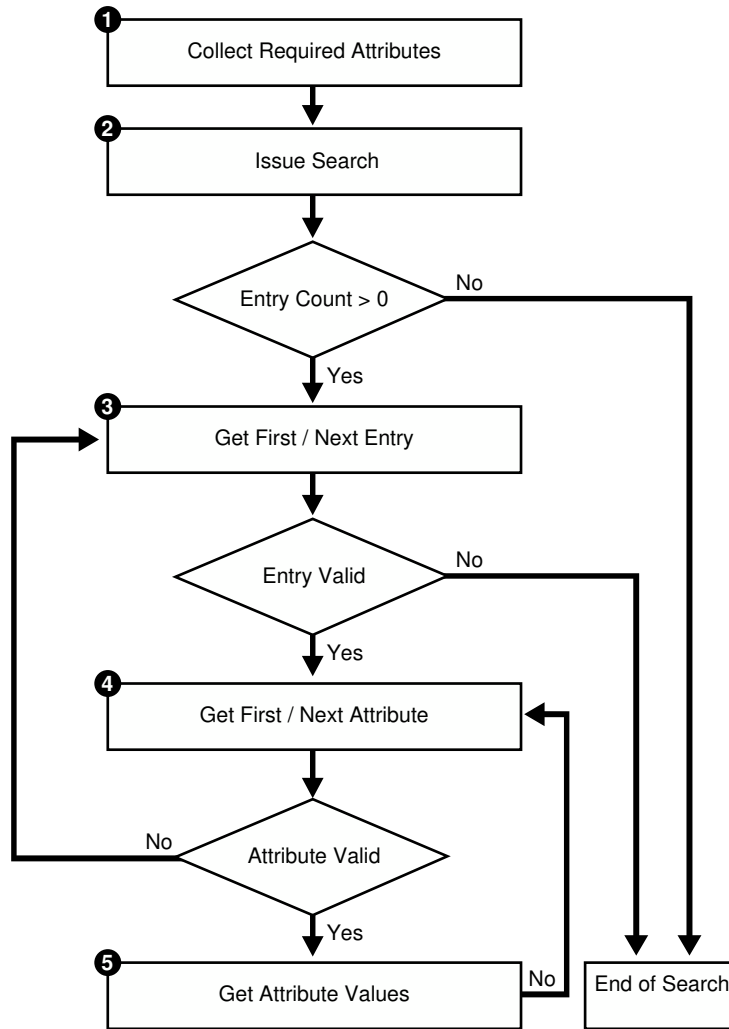 1
Collect Required Attributes
2
Issue Search
Entry Count > 0
No
Yes
3
Get First / Next Entry
Entry Valid
No
Yes
4
Get First / Next Attribute
No
Attribute Valid
Yes
5
Get Attribute Values
No
End of Search